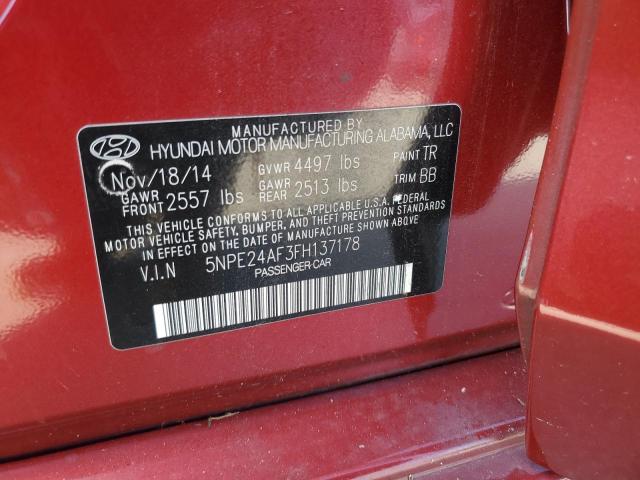 MANUFACTURED BY
HYUNDAI MOTOR MANUFACTURING ALABAMA, LLC
Nov/18/14 GVWR 4497 lbs PAINT TR
GAWR FRONT 2557 lbs GAWR REAR 2513 lbs TRIM BB
THIS VEHICLE CONFORMS TO ALL APPLICABLE U.S.A FEDERAL
MOTOR VEHICLE SAFETY, BUMPER, AND THEFT PREVENTION STANDARDS
IN EFFECT ON THE DATE OF MANUFACTURE SHOWN ABOVE
V.I.N 5NPE24AF3FH137178
PASSENGER-CAR